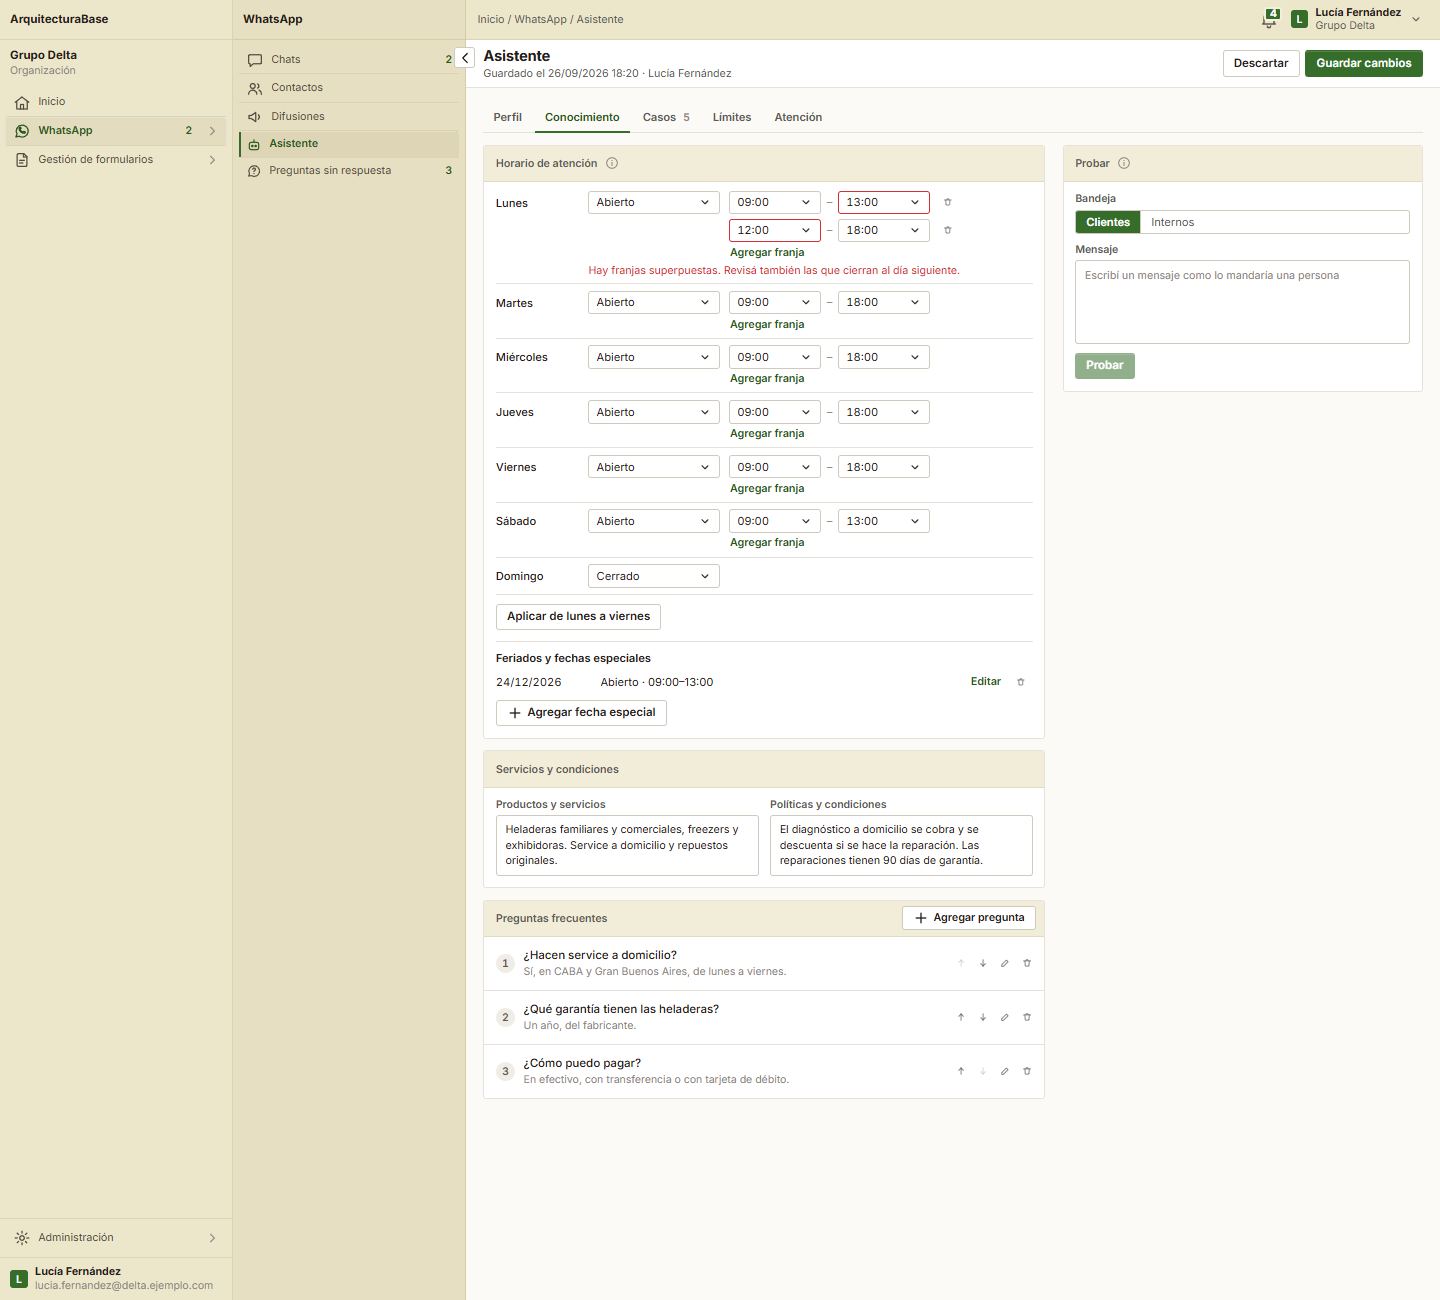 ArquitecturaBase
Grupo Delta
Organización
Inicio
WhatsApp 2
Gestión de formularios
Administración
L
Lucía Fernández
lucia.fernandez@delta.ejemplo.com
WhatsApp
Chats 2
Contactos
Difusiones
Asistente
Preguntas sin respuesta 3
Inicio / WhatsApp / Asistente
4
L
Lucía Fernández
Grupo Delta
Asistente
Guardado el 26/09/2026 18:20 · Lucía Fernández
Descartar
Guardar cambios
Perfil Conocimiento Casos 5 Límites Atención
Horario de atención
Lunes Abierto 09:00 – 13:00
12:00 – 18:00
Agregar franja
Hay franjas superpuestas. Revisá también las que cierran al día siguiente.
Martes Abierto 09:00 – 18:00
Agregar franja
Miércoles Abierto 09:00 – 18:00
Agregar franja
Jueves Abierto 09:00 – 18:00
Agregar franja
Viernes Abierto 09:00 – 18:00
Agregar franja
Sábado Abierto 09:00 – 13:00
Agregar franja
Domingo Cerrado
Aplicar de lunes a viernes
Feriados y fechas especiales
24/12/2026 Abierto · 09:00–13:00 Editar
Agregar fecha especial
Servicios y condiciones
Productos y servicios
Heladeras familiares y comerciales, freezers y
exhibidoras. Service a domicilio y repuestos
originales.
Políticas y condiciones
El diagnóstico a domicilio se cobra y se
descuenta si se hace la reparación. Las
reparaciones tienen 90 días de garantía.
Preguntas frecuentes
Agregar pregunta
1 ¿Hacen service a domicilio?
Sí, en CABA y Gran Buenos Aires, de lunes a viernes.
2 ¿Qué garantía tienen las heladeras?
Un año, del fabricante.
3 ¿Cómo puedo pagar?
En efectivo, con transferencia o con tarjeta de débito.
Probar
Bandeja
Clientes Internos
Mensaje
Escribí un mensaje como lo mandaría una persona
Probar